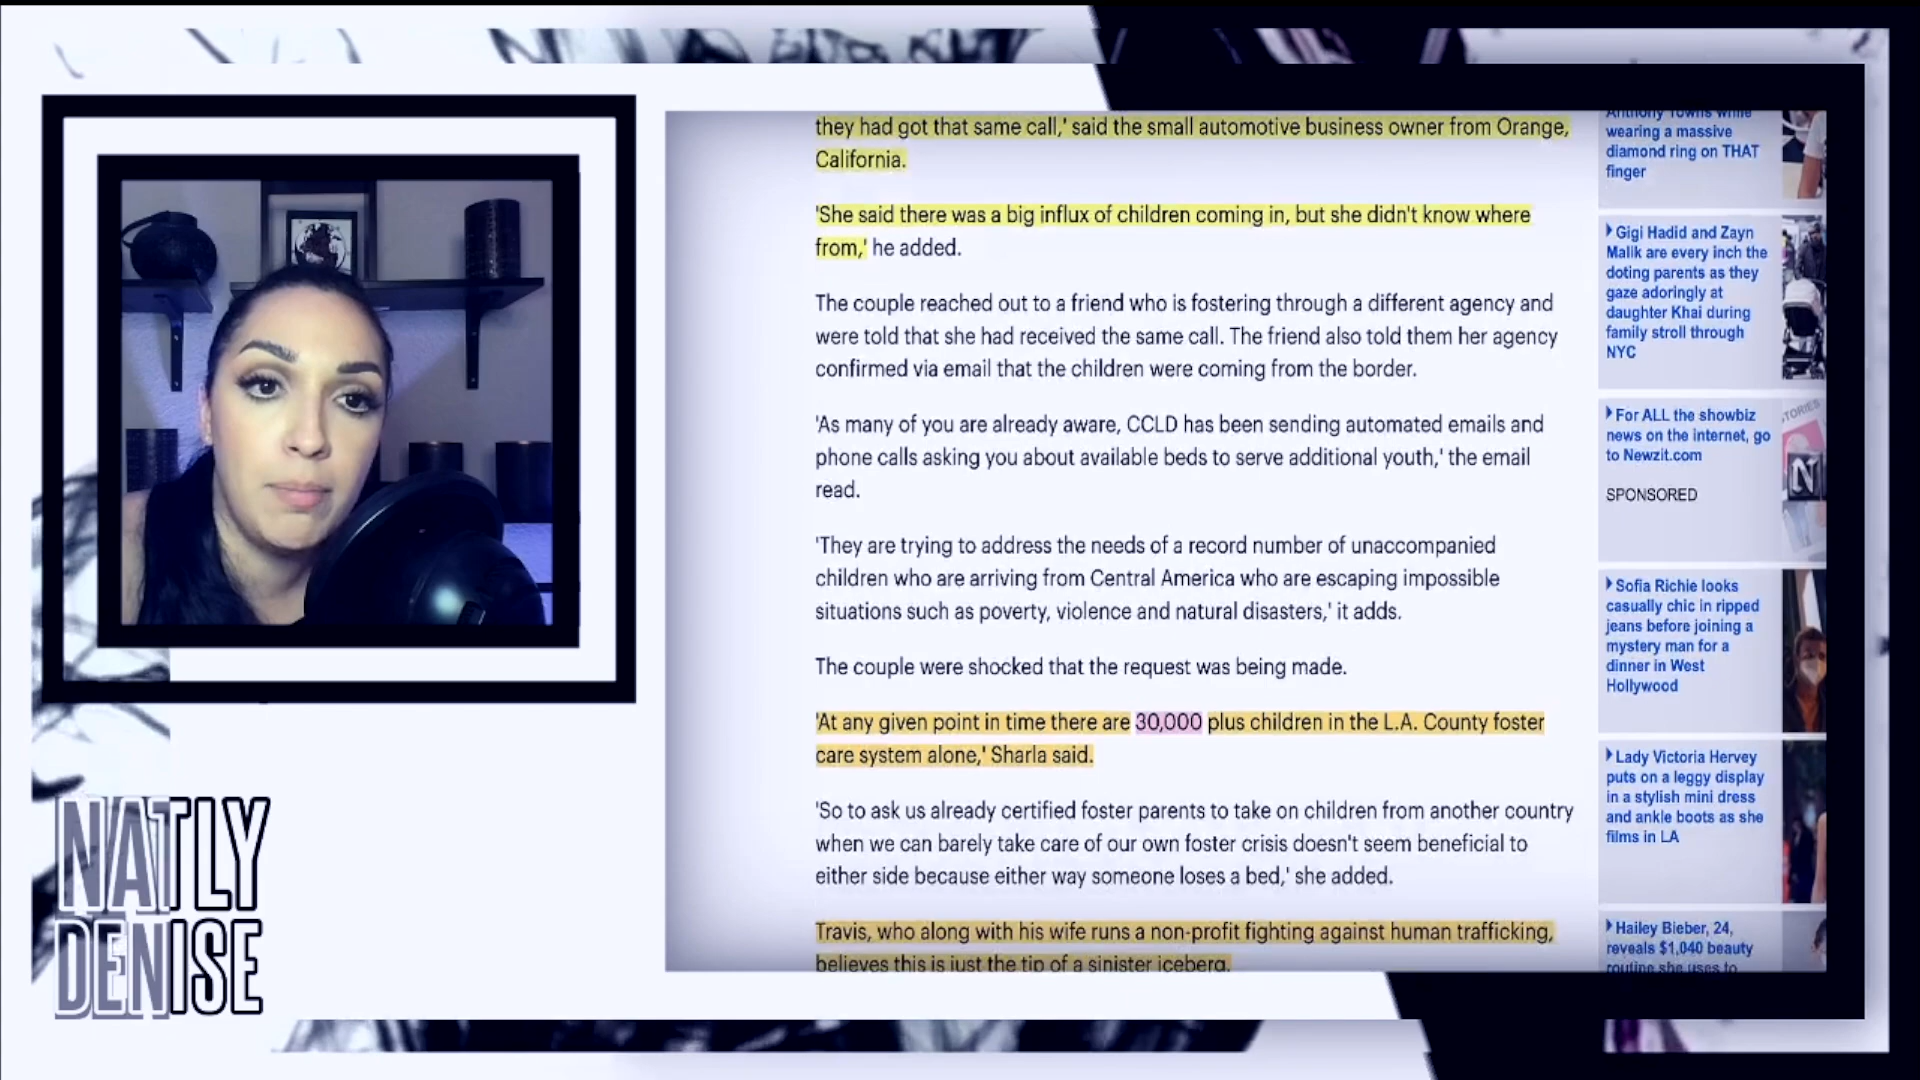 they had got that same call,' said the small automotive business owner from Orange,
California.
'She said there was a big influx of children coming in, but she didn't know where
from,' he added.
The couple reached out to a friend who is fostering through a different agency and
were told that she had received the same call. The friend also told them her agency
confirmed via email that the children were coming from the border.
'As many of you are already aware, CCLD has been sending automated emails and
phone calls asking you about available beds to serve additional youth,' the email
read.
'They are trying to address the needs of a record number of unaccompanied
children who are arriving from Central America who are escaping impossible
situations such as poverty, violence and natural disasters,' it adds.
The couple were shocked that the request was being made.
'At any given point in time there are 30,000 plus children in the L.A. County foster
care system alone,' Sharla said.
'So to ask us already certified foster parents to take on children from another country
when we can barely take care of our own foster crisis doesn't seem beneficial to
either side because either way someone loses a bed,' she added.
Travis, who along with his wife runs a non-profit fighting against human trafficking,
believes this is just the tip of a sinister iceberg.
Anthony Towns while
wearing a massive
diamond ring on THAT
finger
Gigi Hadid and Zayn
Malik are every inch the
doting parents as they
gaze adoringly at
daughter Khai during
family stroll through
NYC
For ALL the showbiz
news on the internet, go
to Newzit.com
SPONSORED
STORIES
N
Sofia Richie looks
casually chic in ripped
jeans before joining a
mystery man for a
dinner in West
Hollywood
Lady Victoria Hervey
puts on a leggy display
in a stylish mini dress
and ankle boots as she
films in LA
Hailey Bieber, 24,
reveals $1,040 beauty
routine she uses to
NATLY
DENISE